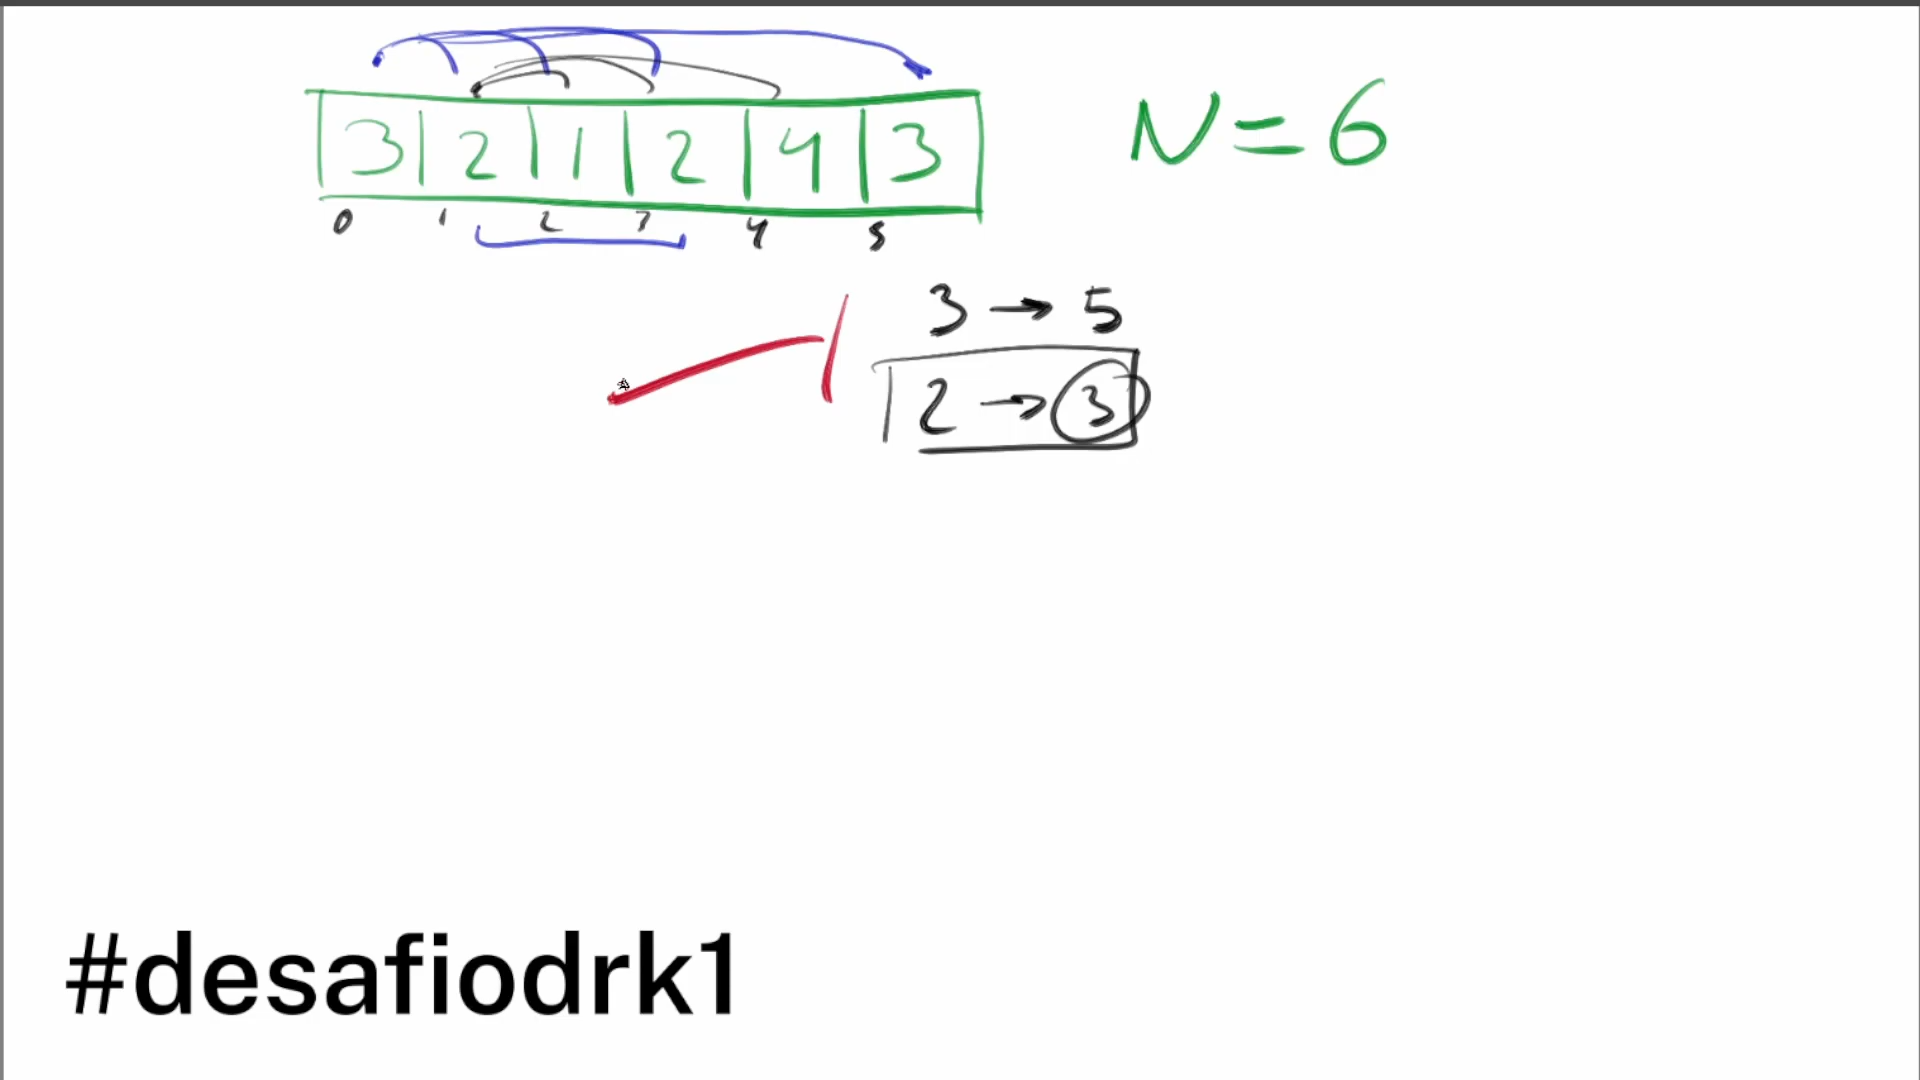 3 2 1 2 4 3
N=6
0 1 2 3 4 5
3 → 5
2 → 3
#desafiodrk1